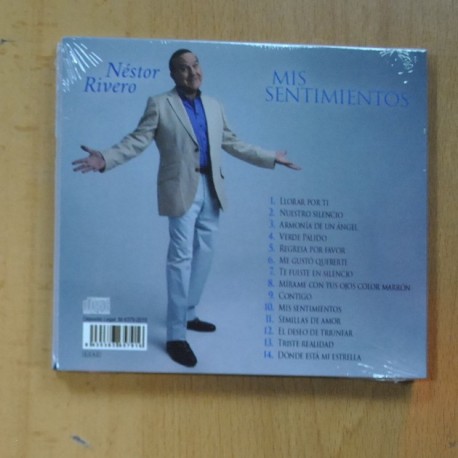 Néstor
Rivero
MIS
SENTIMIENTOS
1. LLORAR POR TI
2. NUESTRO SILENCIO
3. ARMONIA DE UN ÁNGEL
4. VERDE PALIDO
5. REGRESA POR FAVOR
6. ME GUSTÓ QUERERTE
7. TE FUISTE EN SILENCIO
8. MÍRAME CON TUS OJOS COLOR MARRÓN
9. CONTIGO
10. MIS SENTIMIENTOS
11. SEMILLAS DE AMOR
12. EL DESEO DE TRIUNFAR
13. TRISTE REALIDAD
14. DÓNDE ESTÁ MI ESTRELLA